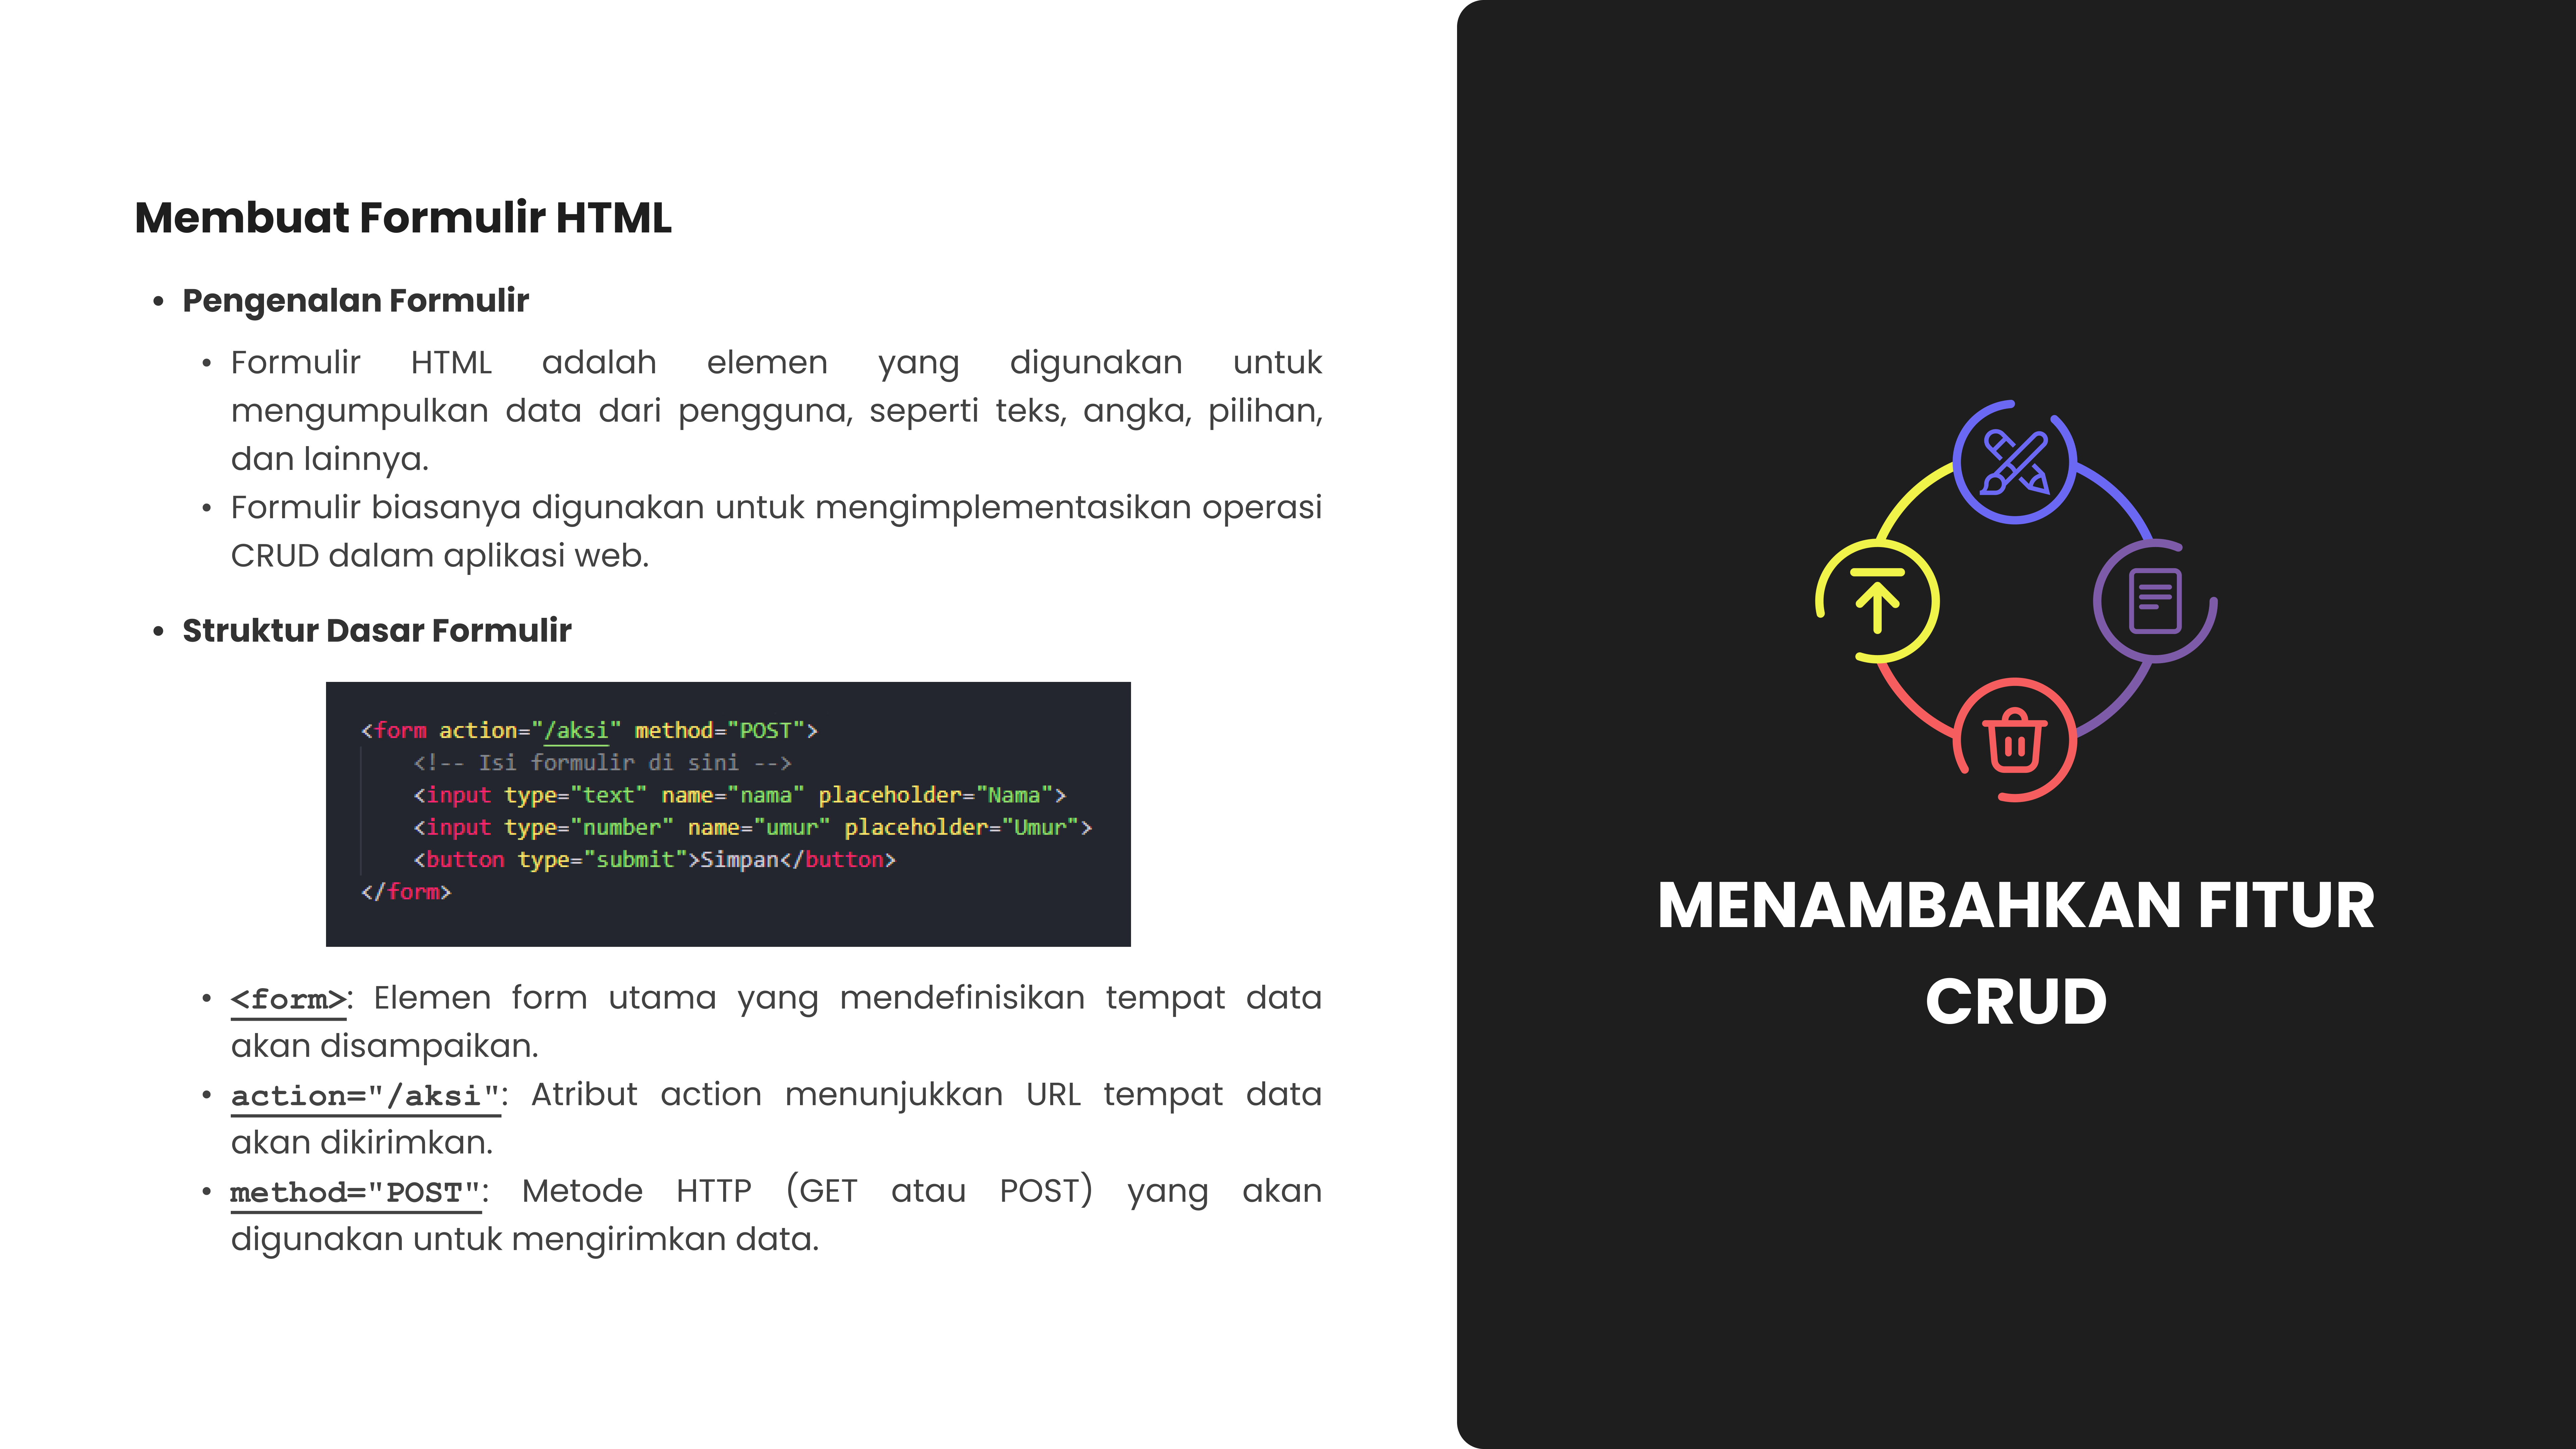 Membuat Formulir HTML
• Pengenalan Formulir
• Formulir HTML adalah elemen yang digunakan untuk
mengumpulkan data dari pengguna, seperti teks, angka, pilihan,
dan lainnya.
• Formulir biasanya digunakan untuk mengimplementasikan operasi
CRUD dalam aplikasi web.
• Struktur Dasar Formulir
<form action="/aksi" method="POST">
    <!-- Isi formulir di sini -->
    <input type="text" name="nama" placeholder="Nama">
    <input type="number" name="umur" placeholder="Umur">
    <button type="submit">Simpan</button>
</form>
• <form>: Elemen form utama yang mendefinisikan tempat data
akan disampaikan.
• action="/aksi": Atribut action menunjukkan URL tempat data
akan dikirimkan.
• method="POST": Metode HTTP (GET atau POST) yang akan
digunakan untuk mengirimkan data.
MENAMBAHKAN FITUR
CRUD